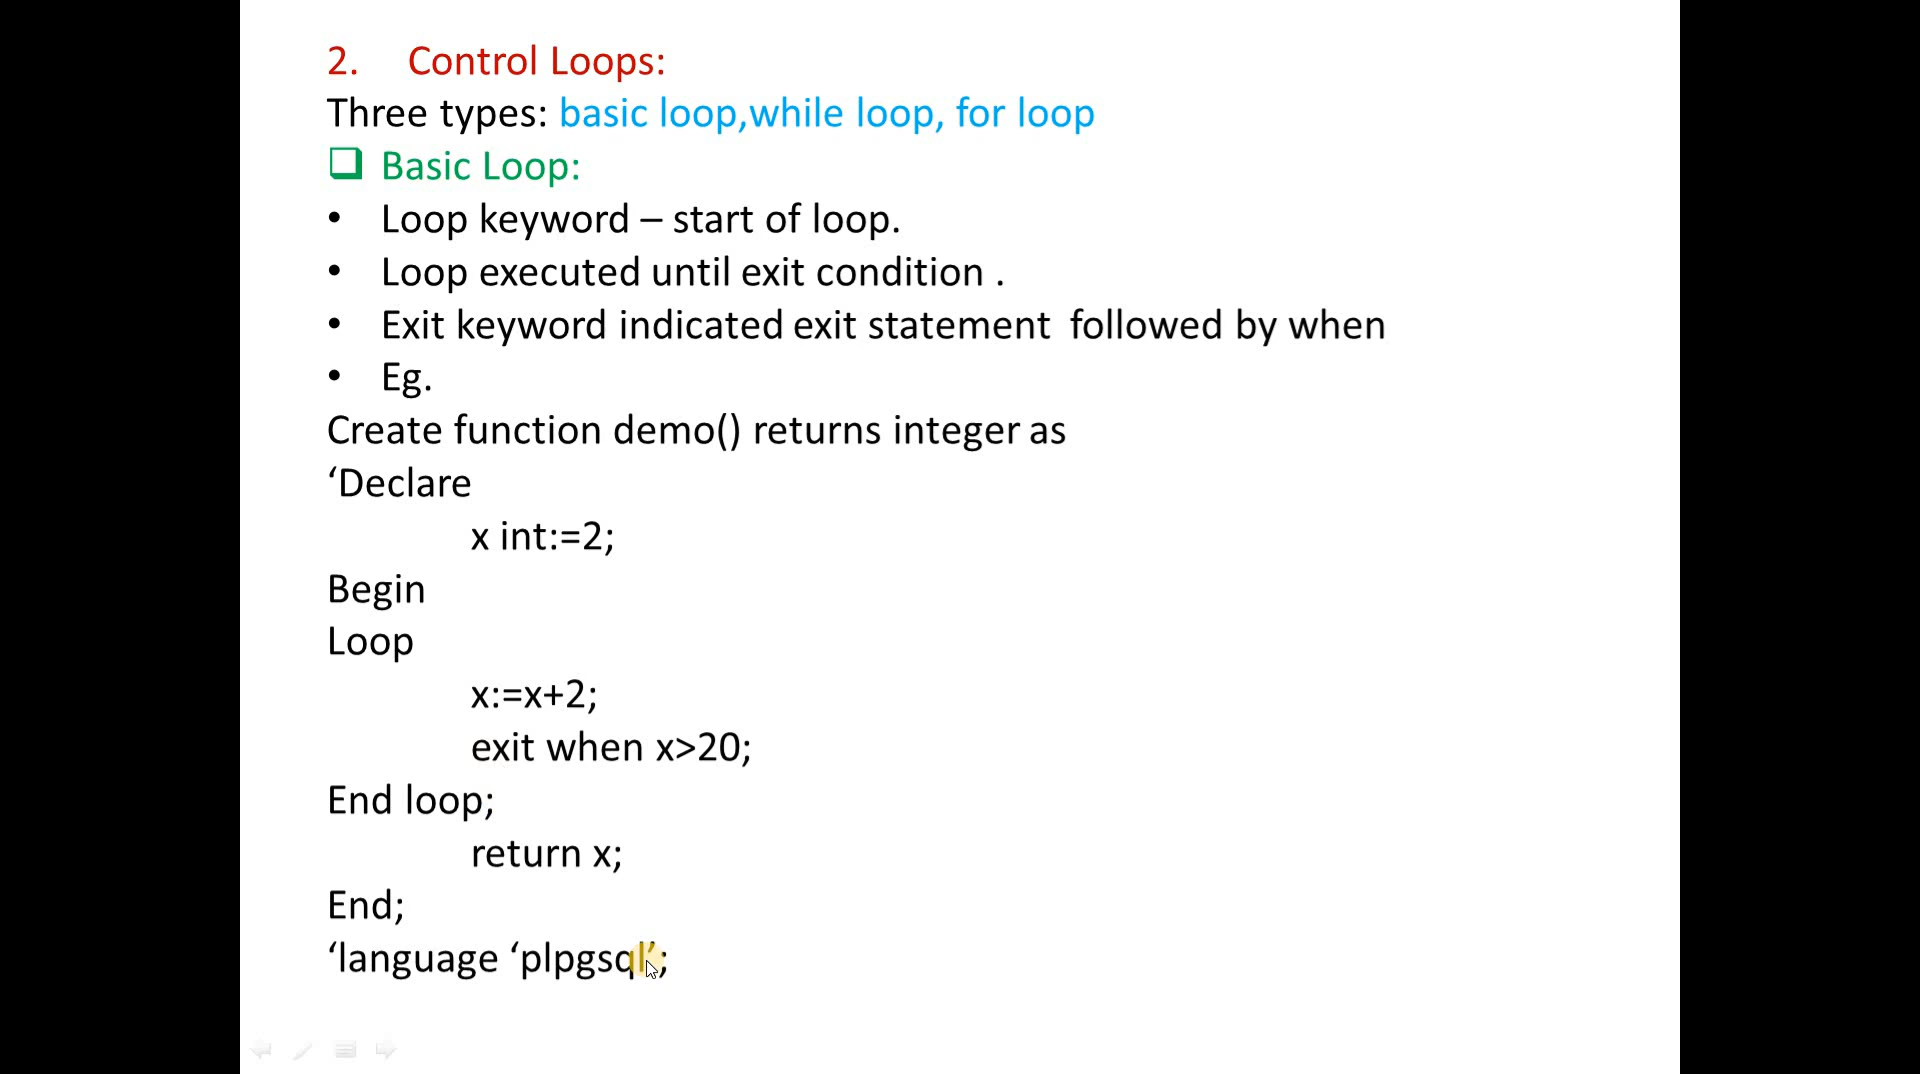 2. Control Loops:
Three types: basic loop,while loop, for loop
❑ Basic Loop:
• Loop keyword – start of loop.
• Loop executed until exit condition .
• Exit keyword indicated exit statement followed by when
• Eg.
Create function demo() returns integer as
‘Declare
x int:=2;
Begin
Loop
x:=x+2;
exit when x>20;
End loop;
return x;
End;
‘language ‘plpgsql’;